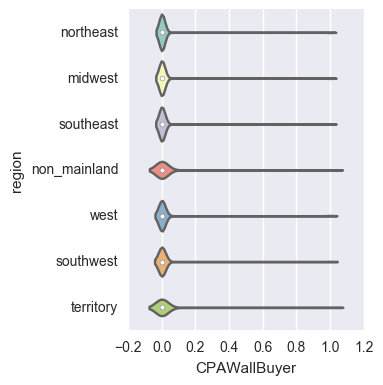 northeast
midwest
southeast
non_mainland
west
southwest
territory
region
−0.2 0.0 0.2 0.4 0.6 0.8 1.0 1.2
CPAWallBuyer